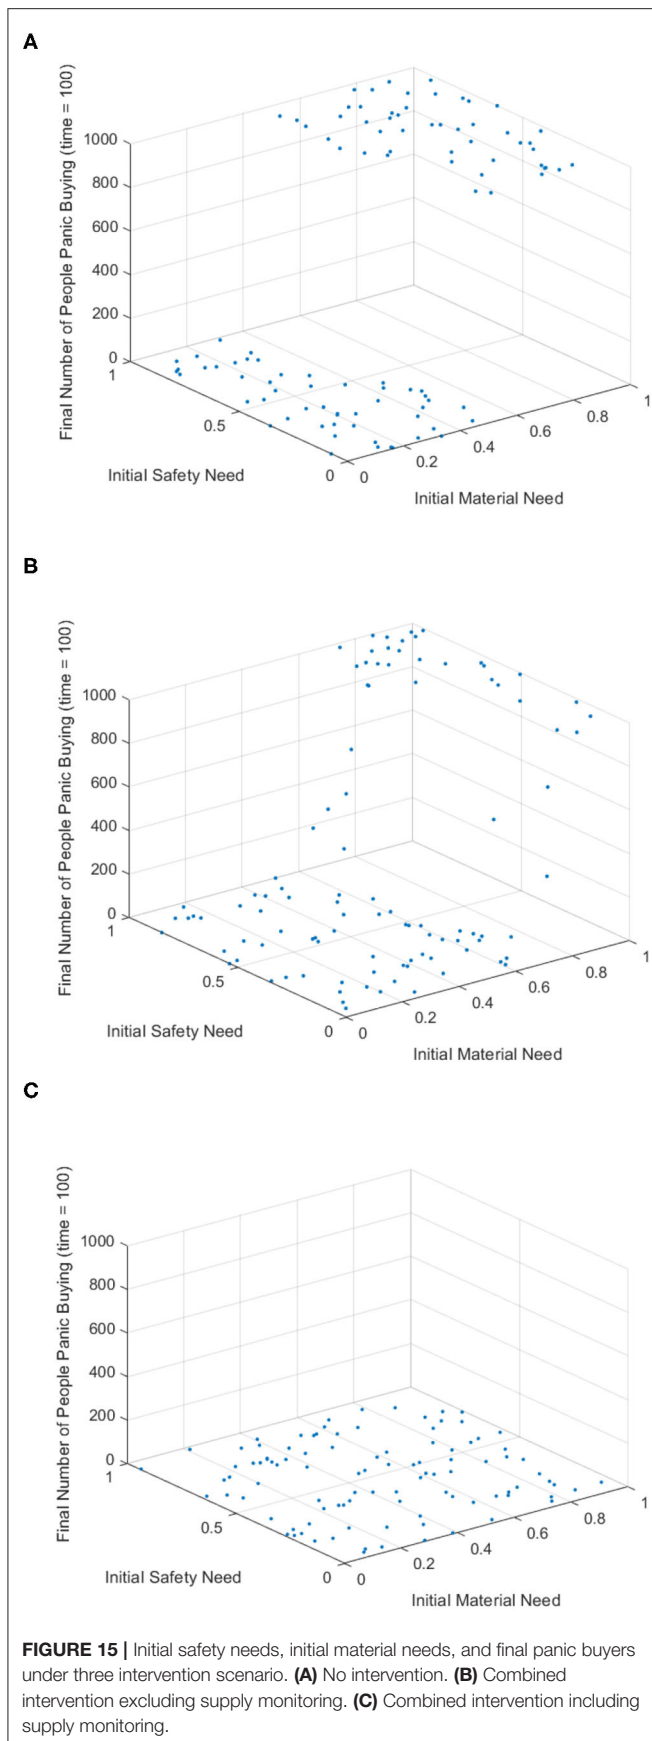 A
Final Number of People Panic Buying (time = 100)
1000
800
600
400
200
0
1
0.5
0
Initial Safety Need
0
0.2
0.4
0.6
0.8
1
Initial Material Need
B
Final Number of People Panic Buying (time = 100)
1000
800
600
400
200
0
1
0.5
0
Initial Safety Need
0
0.2
0.4
0.6
0.8
1
Initial Material Need
C
Final Number of People Panic Buying (time = 100)
1000
800
600
400
200
0
1
0.5
0
Initial Safety Need
0
0.2
0.4
0.6
0.8
1
Initial Material Need
FIGURE 15 | Initial safety needs, initial material needs, and final panic buyers
under three intervention scenario. (A) No intervention. (B) Combined
intervention excluding supply monitoring. (C) Combined intervention including
supply monitoring.